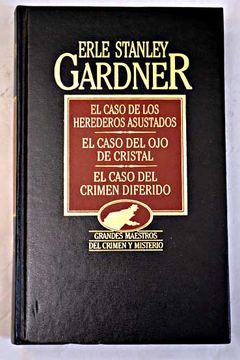 ERLE STANLEY
GARDNER
EL CASO DE LOS
HEREDEROS ASUSTADOS
EL CASO DEL OJO
DE CRISTAL
EL CASO DEL
CRIMEN DIFERIDO
GRANDES MAESTROS
DEL CRIMEN Y MISTERIO